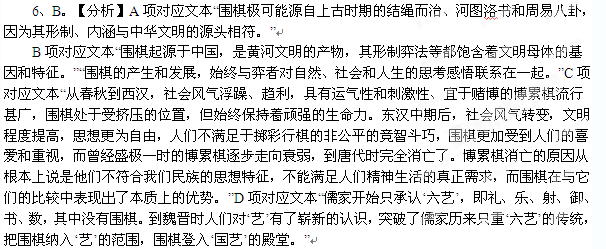 6、B。【分析】A 项对应文本“围棋极可能源自上古时期的结绳而治、河图洛书和周易八卦,
因为其形制、内涵与中华文明的源头相符。”
B 项对应文本“围棋起源于中国，是黄河文明的产物，其形制弈法等都饱含着文明母体的基
因和特征。”“围棋的产生和发展，始终与弈者对自然、社会和人生的思考感悟联系在一起。”C 项
对应文本“从春秋到西汉，社会风气浮躁、趋利，具有运气性和刺激性、宜于赌博的博累棋流行
甚广，围棋处于受挤压的位置，但始终保持着顽强的生命力。东汉中期后，社会风气转变，文明
程度提高，思想更为自由，人们不满足于掷彩行棋的非公平的竞智斗巧，围棋更加受到人们的喜
爱和重视，而曾经盛极一时的博累棋逐步走向衰弱，到唐代时完全消亡了。博累棋消亡的原因从
根本上说是他们不符合我们民族的思想特征，不能满足人们精神生活的真正需求，而围棋在与它
们的比较中表现出了本质上的优势。”D 项对应文本“儒家开始只承认‘六艺’，即礼、乐、射、御、
书、数，其中没有围棋。到魏晋时人们对‘艺’有了崭新的认识，突破了儒家历来只重‘六艺’的传统，
把围棋纳入‘艺’的范围，围棋登入‘国艺’的殿堂。”